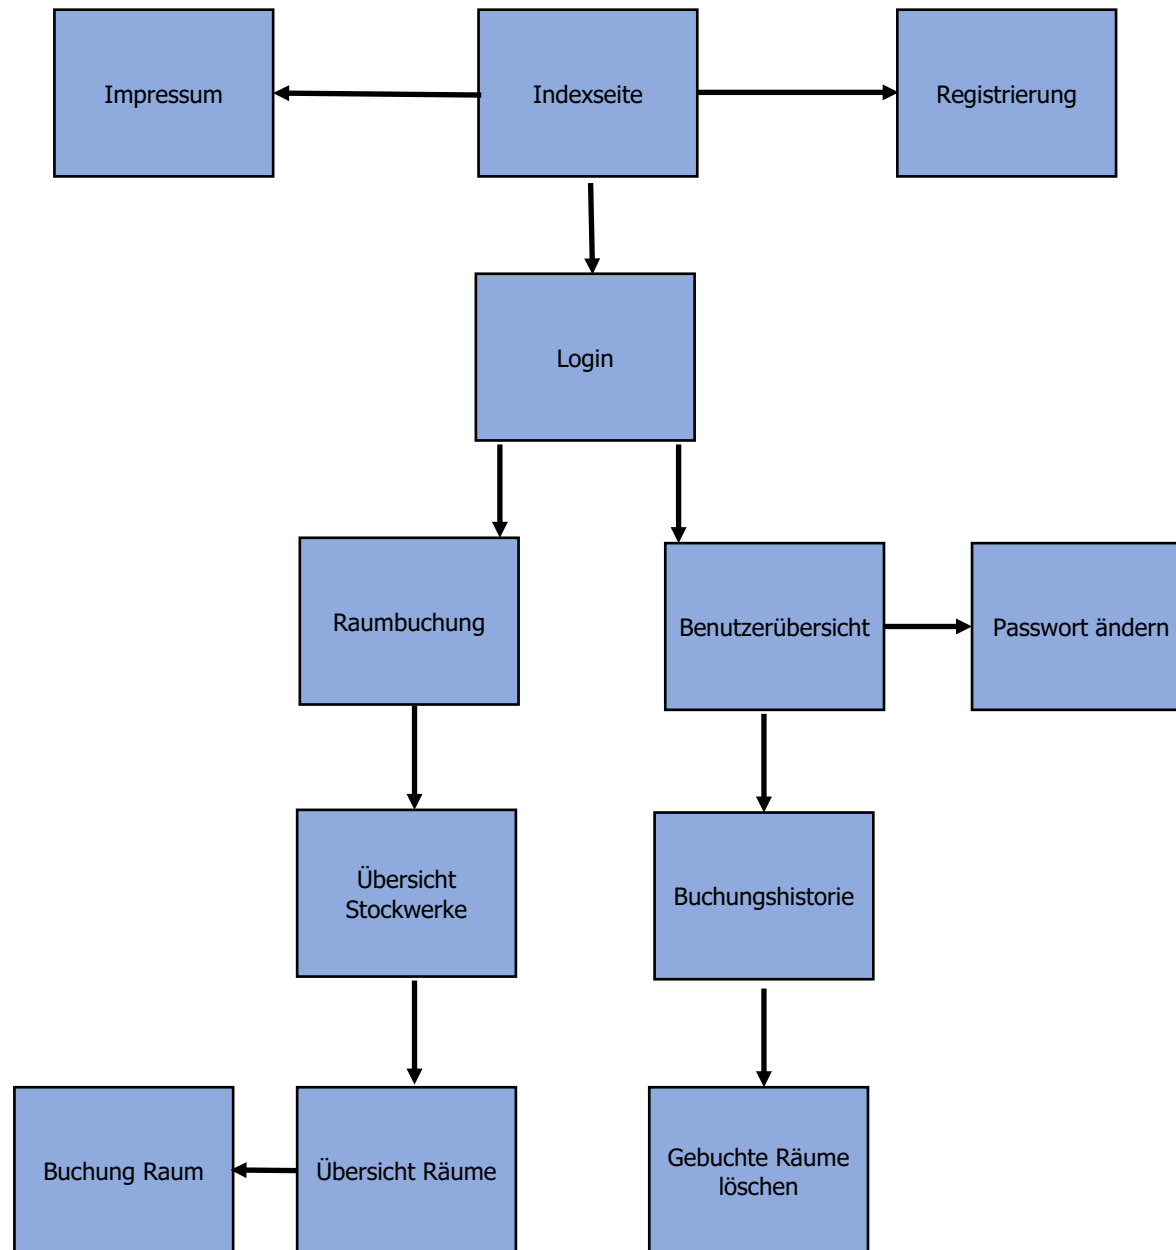 Impressum
Indexseite
Registrierung
Login
Raumbuchung
Benutzerübersicht
Passwort ändern
Übersicht
Stockwerke
Buchungshistorie
Buchung Raum
Übersicht Räume
Gebuchte Räume
löschen